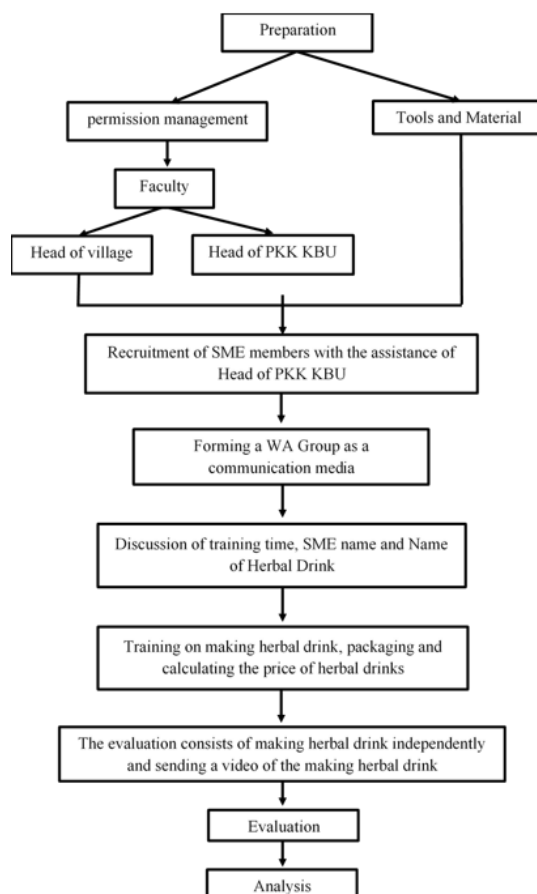 Preparation
permission management
Tools and Material
Faculty
Head of village
Head of PKK KBU
Recruitment of SME members with the assistance of
Head of PKK KBU
Forming a WA Group as a
communication media
Discussion of training time, SME name and Name
of Herbal Drink
Training on making herbal drink, packaging and
calculating the price of herbal drinks
The evaluation consists of making herbal drink independently
and sending a video of the making herbal drink
Evaluation
Analysis